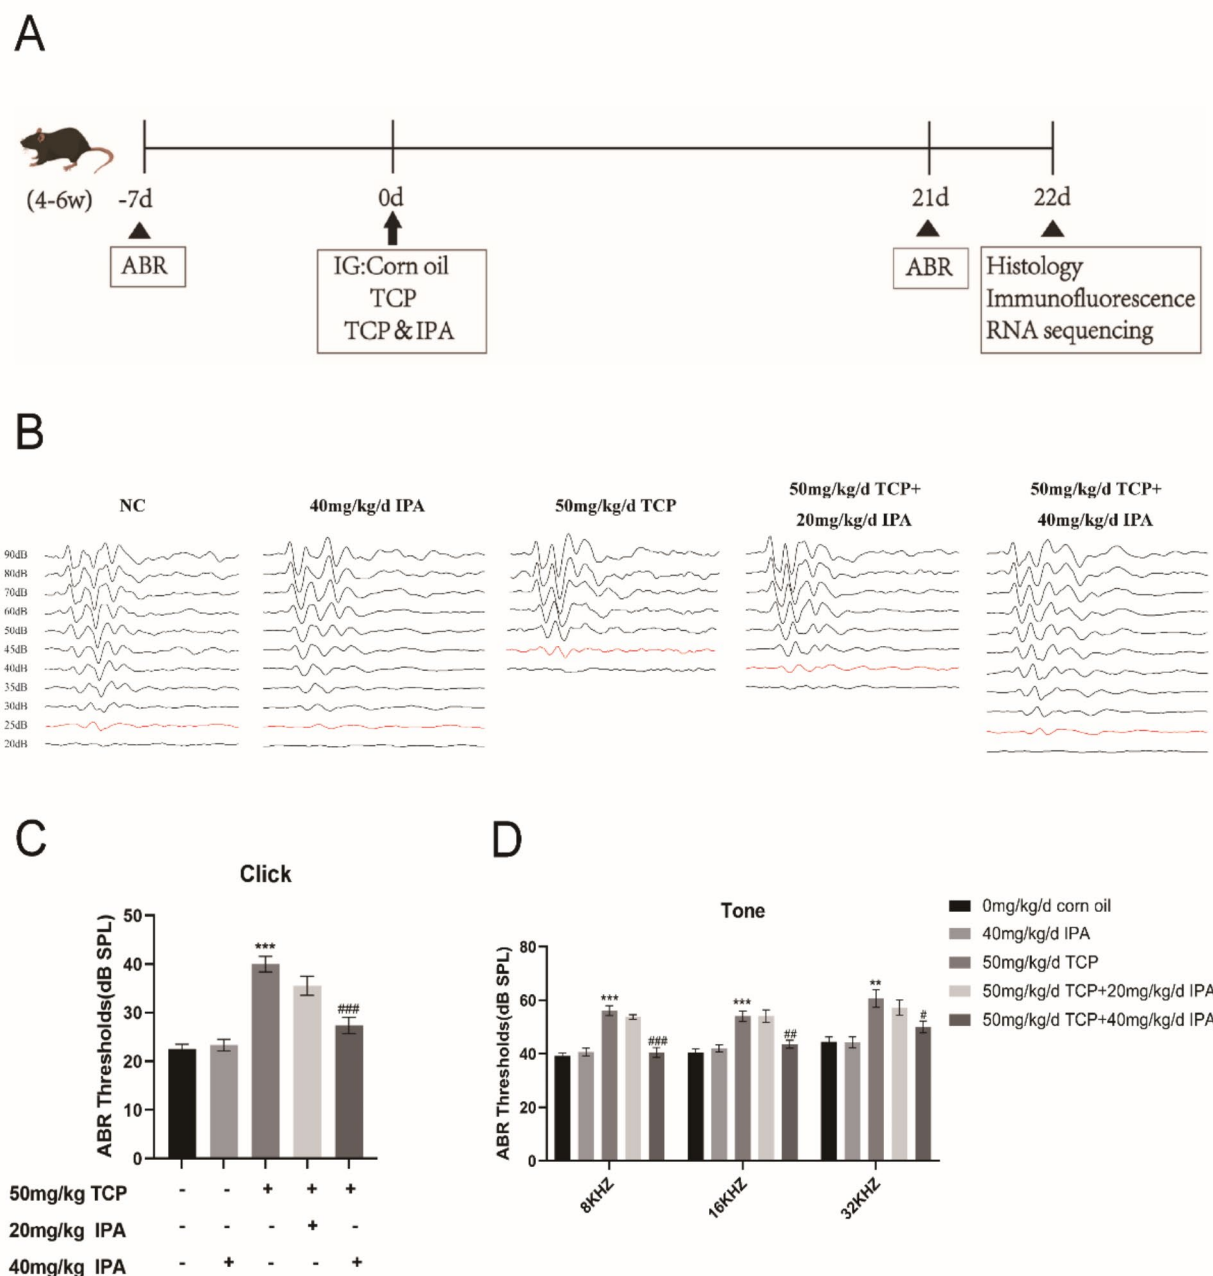 A
(4-6w)
-7d
0d
21d
22d
ABR
IG:Corn oil
TCP
TCP&IPA
ABR
Histology
Immunofluorescence
RNA sequencing
B
NC
40mg/kg/d IPA
50mg/kg/d TCP
50mg/kg/d TCP+
20mg/kg/d IPA
50mg/kg/d TCP+
40mg/kg/d IPA
90dB
80dB
70dB
60dB
50dB
45dB
40dB
35dB
30dB
25dB
20dB
C
Click
ABR Thresholds(dB SPL)
50
40
30
20
10
0
***
###
50mg/kg TCP - - + + +
20mg/kg IPA - - - + -
40mg/kg IPA - + - - +
D
Tone
ABR Thresholds(dB SPL)
80
60
40
20
0
***
###
***
##
**
#
8KHZ
16KHZ
32KHZ
0mg/kg/d corn oil
40mg/kg/d IPA
50mg/kg/d TCP
50mg/kg/d TCP+20mg/kg/d IPA
50mg/kg/d TCP+40mg/kg/d IPA